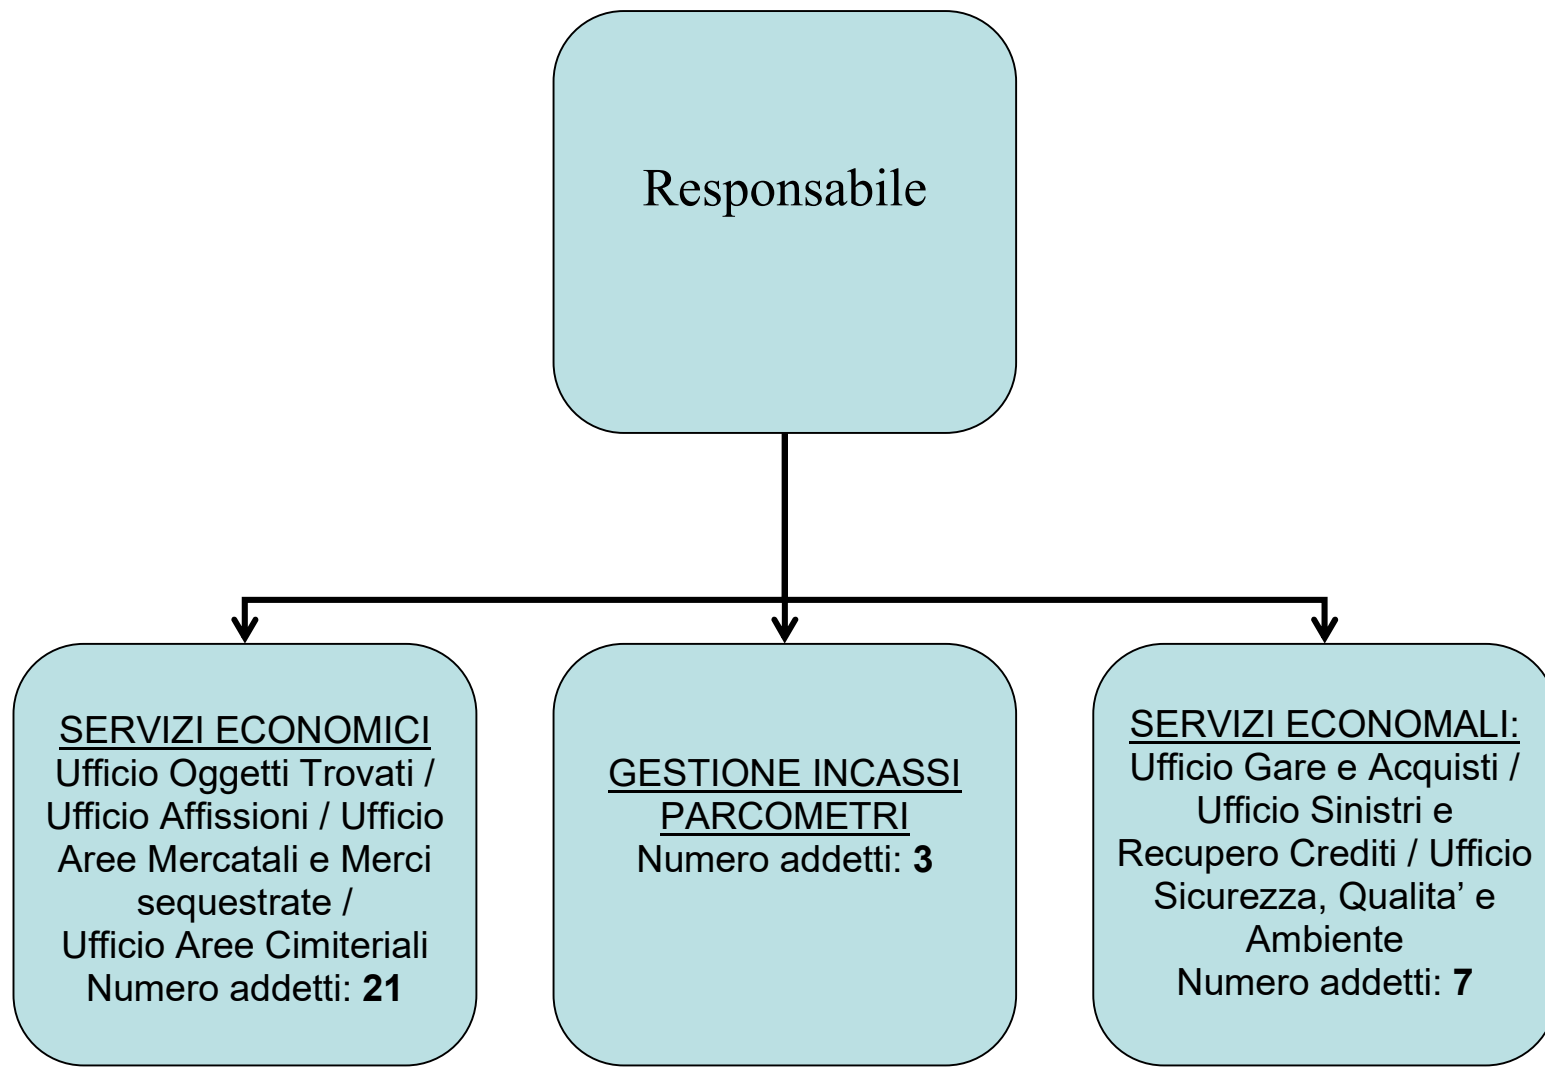 Responsabile
SERVIZI ECONOMICI
Ufficio Oggetti Trovati /
Ufficio Affissioni / Ufficio
Aree Mercatali e Merci
sequestrate /
Ufficio Aree Cimiteriali
Numero addetti: 21
GESTIONE INCASSI
PARCOMETRI
Numero addetti: 3
SERVIZI ECONOMALI:
Ufficio Gare e Acquisti /
Ufficio Sinistri e
Recupero Crediti / Ufficio
Sicurezza, Qualita’ e
Ambiente
Numero addetti: 7